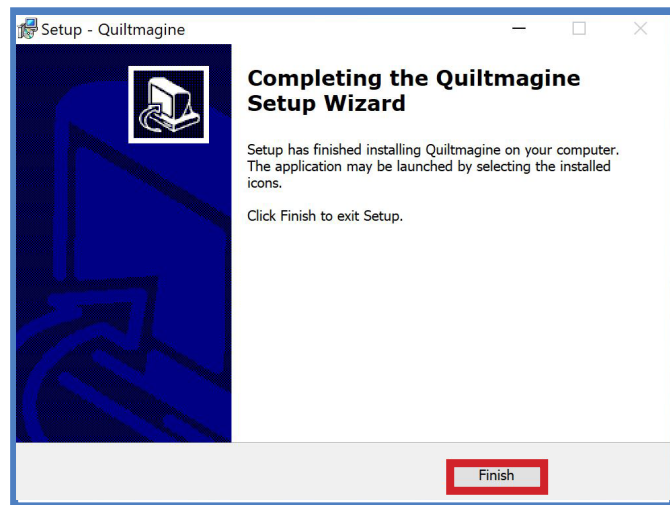 Setup - Quiltmagine
Completing the Quiltmagine
Setup Wizard
Setup has finished installing Quiltmagine on your computer.
The application may be launched by selecting the installed
icons.
Click Finish to exit Setup.
Finish